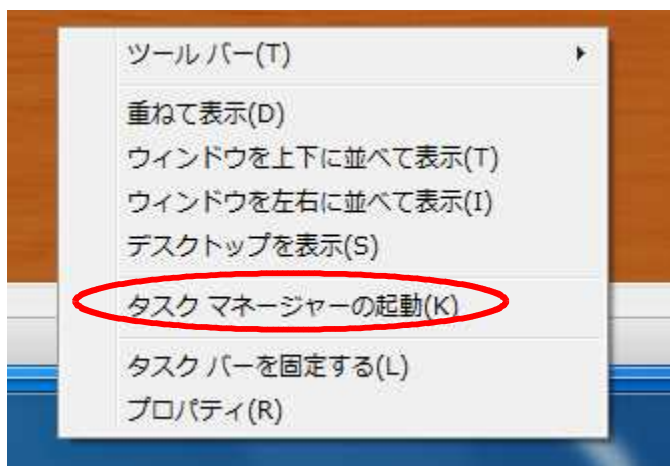 ツール バー(T)
重ねて表示(D)
ウィンドウを上下に並べて表示(T)
ウィンドウを左右に並べて表示(I)
デスクトップを表示(S)
タスク マネージャーの起動(K)
タスク バーを固定する(L)
プロパティ(R)